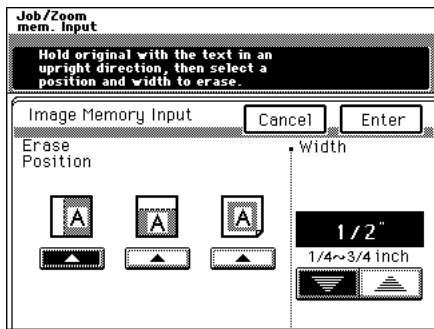 Job/Zoom
mem. Input
Hold original with the text in an
upright direction, then select a
position and width to erase.
Image Memory Input
Cancel
Enter
Erase
Position
Width
A
A
A
1/2"
1/4~3/4 inch